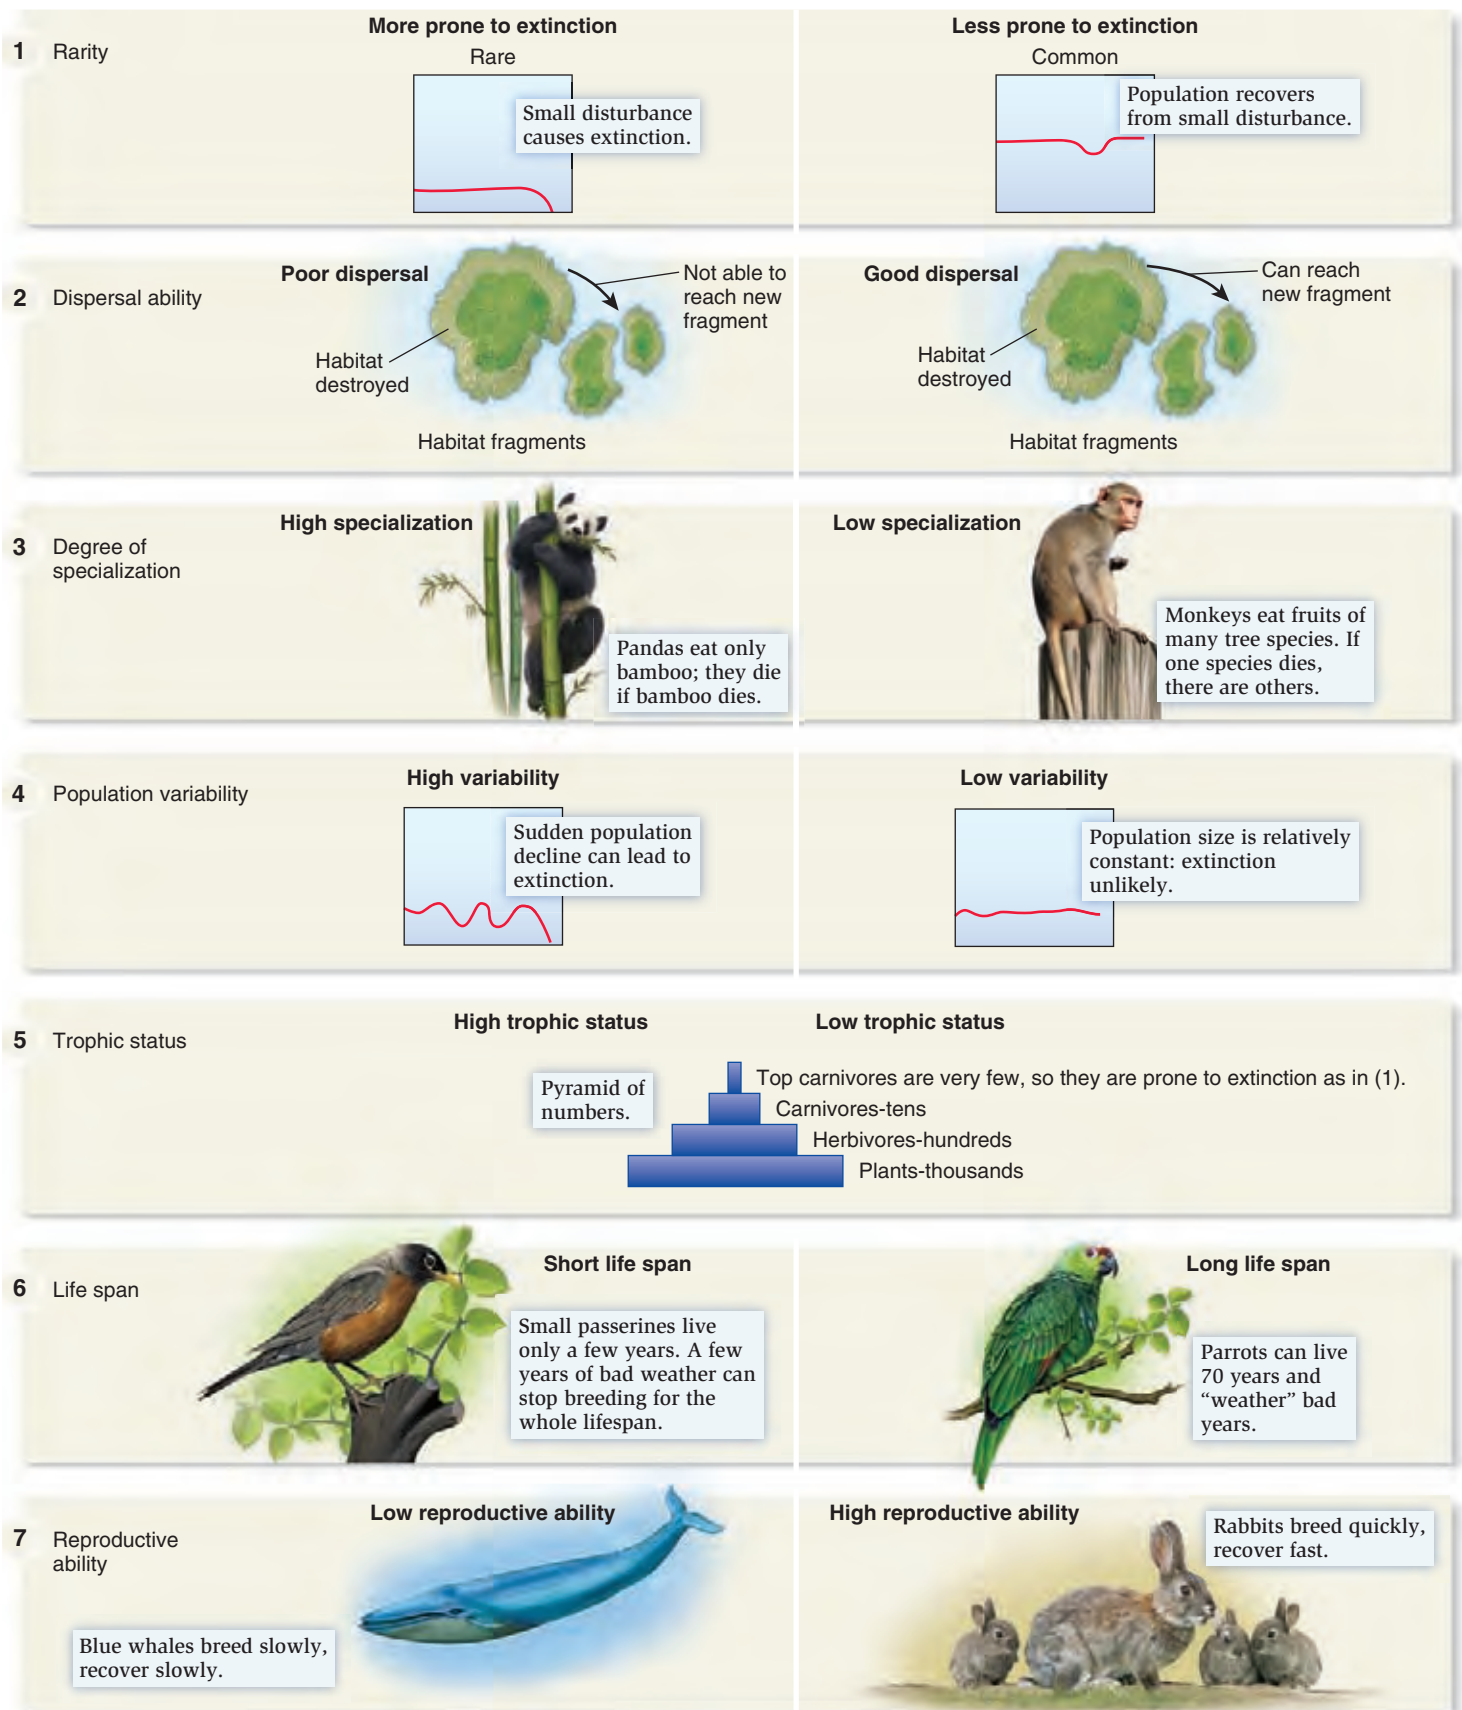 More prone to extinction
Less prone to extinction
1 Rarity
Rare
Small disturbance
causes extinction.
Common
Population recovers
from small disturbance.
2 Dispersal ability
Poor dispersal
Not able to
reach new
fragment
Habitat
destroyed
Habitat fragments
Good dispersal
Can reach
new fragment
Habitat
destroyed
Habitat fragments
3 Degree of
specialization
High specialization
Pandas eat only
bamboo; they die
if bamboo dies.
Low specialization
Monkeys eat fruits of
many tree species. If
one species dies,
there are others.
4 Population variability
High variability
Sudden population
decline can lead to
extinction.
Low variability
Population size is relatively
constant: extinction
unlikely.
5 Trophic status
High trophic status
Low trophic status
Pyramid of
numbers.
Top carnivores are very few, so they are prone to extinction as in (1).
Carnivores-tens
Herbivores-hundreds
Plants-thousands
6 Life span
Short life span
Small passerines live
only a few years. A few
years of bad weather can
stop breeding for the
whole lifespan.
Long life span
Parrots can live
70 years and
“weather” bad
years.
7 Reproductive
ability
Low reproductive ability
Blue whales breed slowly,
recover slowly.
High reproductive ability
Rabbits breed quickly,
recover fast.